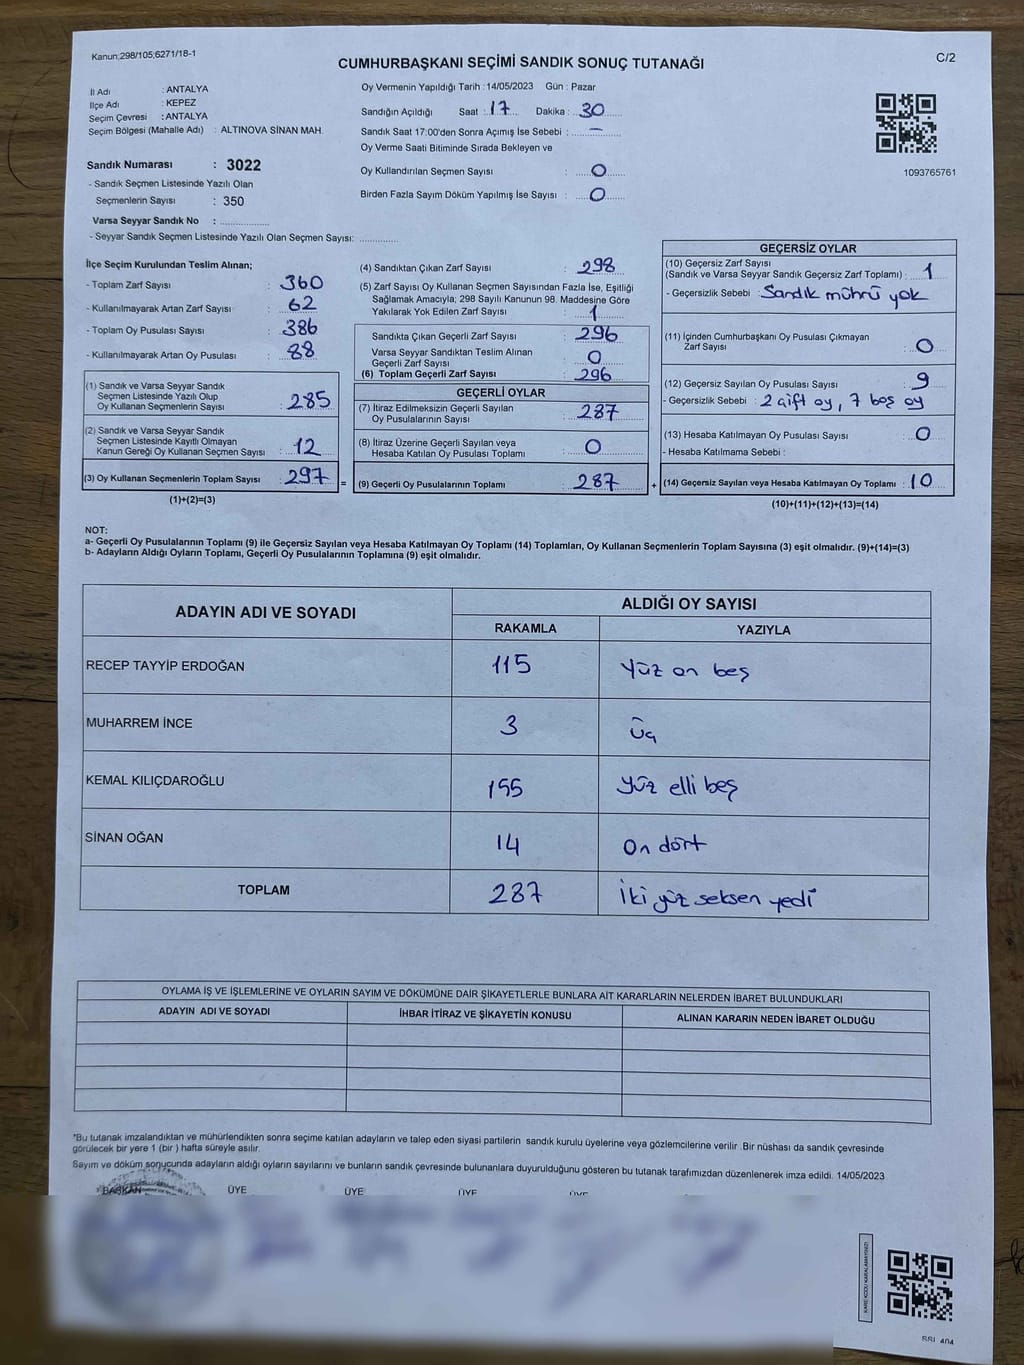 Kanun:298/105;6271/18-1
CUMHURBAŞKANI SEÇİMİ SANDIK SONUÇ TUTANAĞI
C/2
İl Adı : ANTALYA
İlçe Adı : KEPEZ
Seçim Çevresi : ANTALYA
Seçim Bölgesi (Mahalle Adı) : ALTINOVA SİNAN MAH.
Sandık Numarası : 3022
- Sandık Seçmen Listesinde Yazılı Olan
Seçmenlerin Sayısı : 350
Varsa Seyyar Sandık No : ..............
- Seyyar Sandık Seçmen Listesinde Yazılı Olan Seçmen Sayısı: ............
Oy Vermenin Yapıldığı Tarih : 14/05/2023 Gün : Pazar
Sandığın Açıldığı Saat : 17 Dakika : 30
Sandık Saat 17:00'den Sonra Açımış İse Sebebi : —
Oy Verme Saati Bitiminde Sırada Bekleyen ve
Oy Kullandırılan Seçmen Sayısı : 0
Birden Fazla Sayım Döküm Yapılmış İse Sayısı : 0
1093765761
İlçe Seçim Kurulundan Teslim Alınan;
- Toplam Zarf Sayısı : 360
- Kullanılmayarak Artan Zarf Sayısı : 62
- Toplam Oy Pusulası Sayısı : 386
- Kullanılmayarak Artan Oy Pusulası : 88
(1) Sandık ve Varsa Seyyar Sandık
Seçmen Listesinde Yazılı Olup
Oy Kullanan Seçmenlerin Sayısı : 285
(2) Sandık ve Varsa Seyyar Sandık
Seçmen Listesinde Kayıtlı Olmayan
Kanun Gereği Oy Kullanan Seçmen Sayısı : 12
(3) Oy Kullanan Seçmenlerin Toplam Sayısı : 297 =
(1)+(2)=(3)
(4) Sandıktan Çıkan Zarf Sayısı : 298
(5) Zarf Sayısı Oy Kullanan Seçmen Sayısından Fazla İse, Eşitliği
Sağlamak Amacıyla; 298 Sayılı Kanunun 98. Maddesine Göre
Yakılarak Yok Edilen Zarf Sayısı : 1
Sandıkta Çıkan Geçerli Zarf Sayısı : 296
Varsa Seyyar Sandıktan Teslim Alınan
Geçerli Zarf Sayısı : 0
(6) Toplam Geçerli Zarf Sayısı : 296
GEÇERLİ OYLAR
(7) İtiraz Edilmeksizin Geçerli Sayılan
Oy Pusulalarının Sayısı : 287
(8) İtiraz Üzerine Geçerli Sayılan veya
Hesaba Katılan Oy Pusulası Toplamı : 0
(9) Geçerli Oy Pusulalarının Toplamı : 287 +
GEÇERSİZ OYLAR
(10) Geçersiz Zarf Sayısı
(Sandık ve Varsa Seyyar Sandık Geçersiz Zarf Toplamı) : 1
- Geçersizlik Sebebi : Sandık mührü yok
(11) İçinden Cumhurbaşkanı Oy Pusulası Çıkmayan
Zarf Sayısı : 0
(12) Geçersiz Sayılan Oy Pusulası Sayısı : 9
- Geçersizlik Sebebi : 2 çift oy, 7 boş oy
(13) Hesaba Katılmayan Oy Pusulası Sayısı : 0
- Hesaba Katılmama Sebebi :
(14) Geçersiz Sayılan veya Hesaba Katılmayan Oy Toplamı : 10
(10)+(11)+(12)+(13)=(14)
NOT:
a- Geçerli Oy Pusulalarının Toplamı (9) ile Geçersiz Sayılan veya Hesaba Katılmayan Oy Toplamı (14) Toplamları, Oy Kullanan Seçmenlerin Toplam Sayısına (3) eşit olmalıdır. (9)+(14)=(3)
b- Adayların Aldığı Oyların Toplamı, Geçerli Oy Pusulalarının Toplamına (9) eşit olmalıdır.
ADAYIN ADI VE SOYADI ALDIĞI OY SAYISI
RAKAMLA YAZIYLA
RECEP TAYYİP ERDOĞAN 115 Yüz on beş
MUHARREM İNCE 3 Üç
KEMAL KILIÇDAROĞLU 155 Yüz elli beş
SİNAN OĞAN 14 On dört
TOPLAM 287 İki yüz seksen yedi
OYLAMA İŞ VE İŞLEMLERİNE VE OYLARIN SAYIM VE DÖKÜMÜNE DAİR ŞİKAYETLERLE BUNLARA AİT KARARLARIN NELERDEN İBARET BULUNDUKLARI
ADAYIN ADI VE SOYADI İHBAR İTİRAZ VE ŞİKAYETİN KONUSU ALINAN KARARIN NEDEN İBARET OLDUĞU
*Bu tutanak imzalandıktan ve mühürlendikten sonra seçime katılan adayların ve talep eden siyasi partilerin sandık kurulu üyelerine veya gözlemcilerine verilir .Bir nüshası da sandık çevresinde
görülecek bir yere 1 (bir ) hafta süreyle asılır.
Sayım ve döküm sonucunda adayların aldığı oyların sayılarını ve bunların sandık çevresinde bulunanlara duyurulduğunu gösteren bu tutanak tarafımızdan düzenlenerek imza edildi. 14/05/2023
BAŞKAN ÜYE ÜYE ÜYE ÜYE